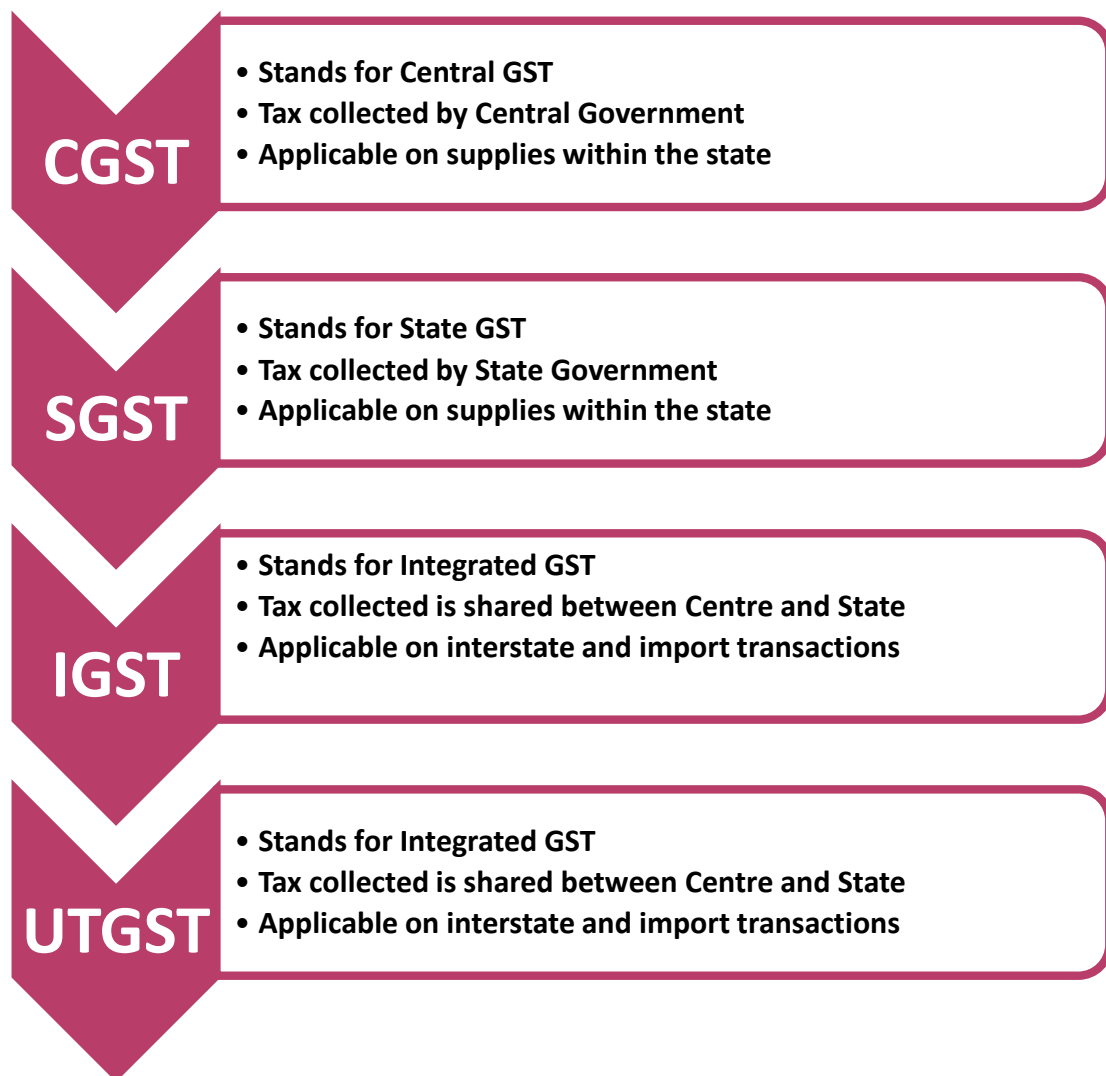 CGST
• Stands for Central GST
• Tax collected by Central Government
• Applicable on supplies within the state
SGST
• Stands for State GST
• Tax collected by State Government
• Applicable on supplies within the state
IGST
• Stands for Integrated GST
• Tax collected is shared between Centre and State
• Applicable on interstate and import transactions
UTGST
• Stands for Integrated GST
• Tax collected is shared between Centre and State
• Applicable on interstate and import transactions